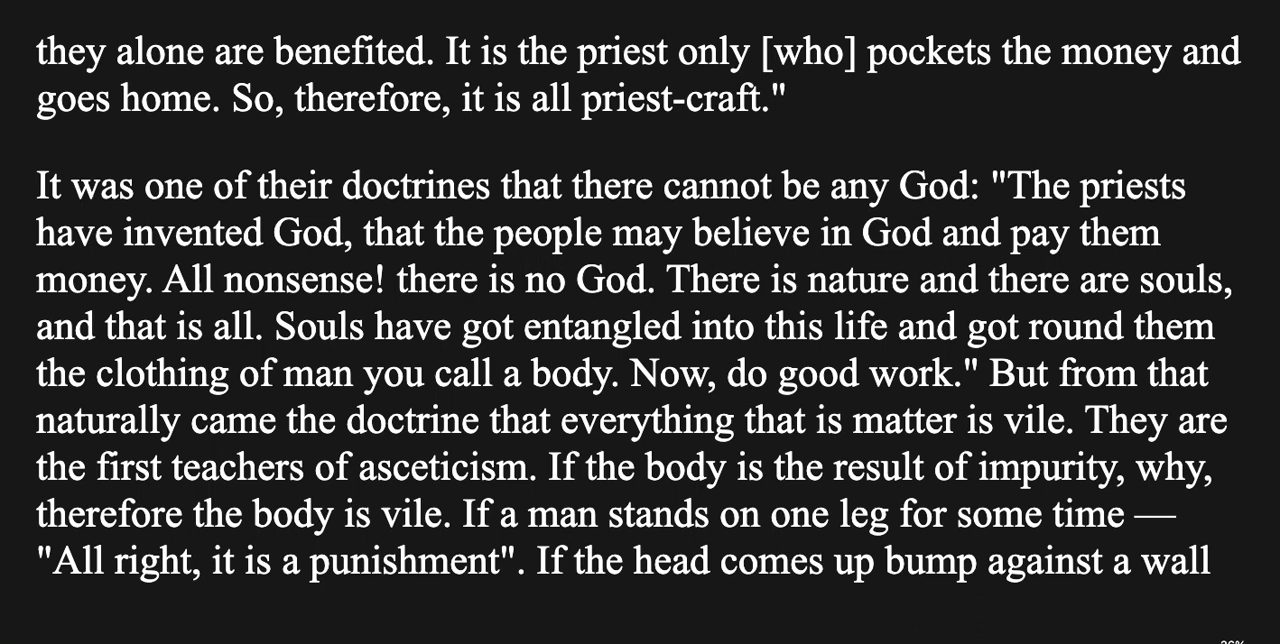 they alone are benefited. It is the priest only [who] pockets the money and
goes home. So, therefore, it is all priest-craft."
It was one of their doctrines that there cannot be any God: "The priests
have invented God, that the people may believe in God and pay them
money. All nonsense! there is no God. There is nature and there are souls,
and that is all. Souls have got entangled into this life and got round them
the clothing of man you call a body. Now, do good work." But from that
naturally came the doctrine that everything that is matter is vile. They are
the first teachers of asceticism. If the body is the result of impurity, why,
therefore the body is vile. If a man stands on one leg for some time —
"All right, it is a punishment". If the head comes up bump against a wall